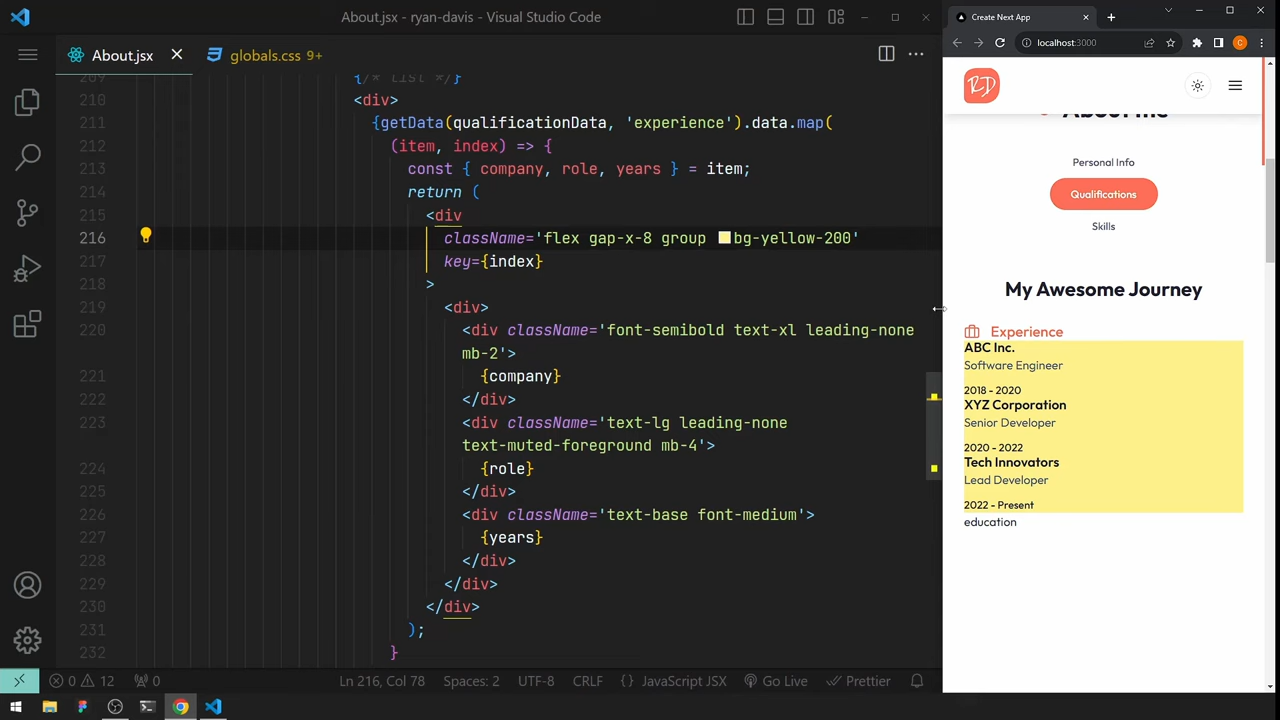 About.jsx - ryan-davis - Visual Studio Code
About.jsx
globals.css 9+
209 {/* list */}
210 <div>
211 {getData(qualificationData, 'experience').data.map(
212 (item, index) => {
213 const { company, role, years } = item;
214 return (
215 <div
216 className='flex gap-x-8 group bg-yellow-200'
217 key={index}
218 >
219 <div>
220 <div className='font-semibold text-xl leading-none
mb-2'>
221 {company}
222 </div>
223 <div className='text-lg leading-none
text-muted-foreground mb-4'>
224 {role}
225 </div>
226 <div className='text-base font-medium'>
227 {years}
228 </div>
229 </div>
230 </div>
231 );
232 }
0 12 0
Ln 216, Col 78 Spaces: 2 UTF-8 CRLF {} JavaScript JSX Go Live Prettier
Create Next App
localhost:3000
C
RD
Personal Info
Qualifications
Skills
My Awesome Journey
Experience
ABC Inc.
Software Engineer
2018 - 2020
XYZ Corporation
Senior Developer
2020 - 2022
Tech Innovators
Lead Developer
2022 - Present
education